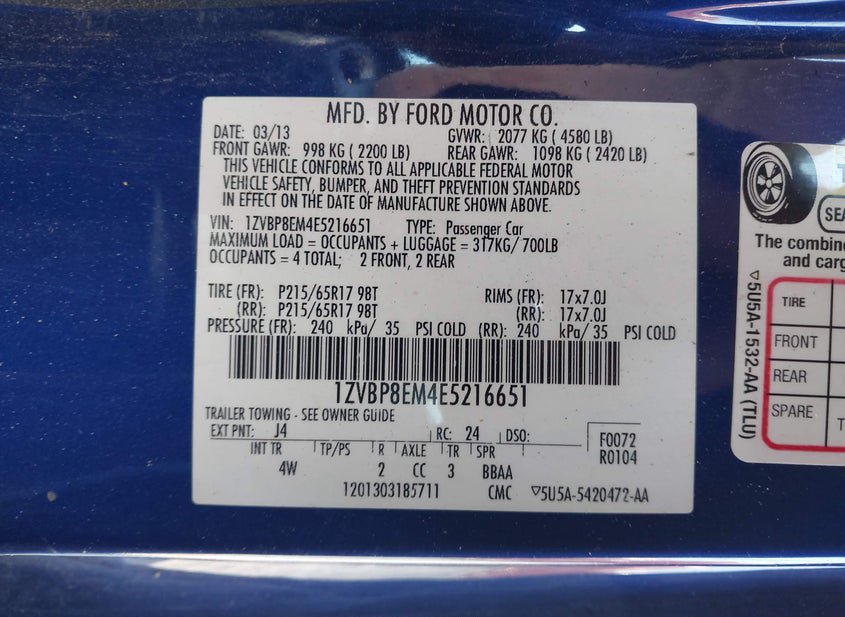 MFD. BY FORD MOTOR CO.
DATE: 03/13 GVWR: 2077 KG ( 4580 LB)
FRONT GAWR: 998 KG ( 2200 LB) REAR GAWR: 1098 KG ( 2420 LB)
THIS VEHICLE CONFORMS TO ALL APPLICABLE FEDERAL MOTOR
VEHICLE SAFETY, BUMPER, AND THEFT PREVENTION STANDARDS
IN EFFECT ON THE DATE OF MANUFACTURE SHOWN ABOVE.
VIN: 1ZVBP8EM4E5216651 TYPE: Passenger Car
MAXIMUM LOAD = OCCUPANTS + LUGGAGE = 317KG/ 700LB
OCCUPANTS = 4 TOTAL; 2 FRONT, 2 REAR
TIRE (FR): P215/65R17 98T RIMS (FR): 17x7.0J
(RR): P215/65R17 98T (RR): 17x7.0J
PRESSURE (FR): 240 kPa/ 35 PSI COLD (RR): 240 kPa/ 35 PSI COLD
1ZVBP8EM4E5216651
TRAILER TOWING - SEE OWNER GUIDE
EXT PNT: J4 RC: 24 DSO: F0072
R0104
INT TR TP/PS R AXLE TR SPR
4W 2 CC 3 BBAA
1201303185711 CMC ▽5U5A-5420472-AA
SEA
The combine
and carg
TIRE
FRONT
REAR
SPARE
▽5U5A-1532-AA (TLU)